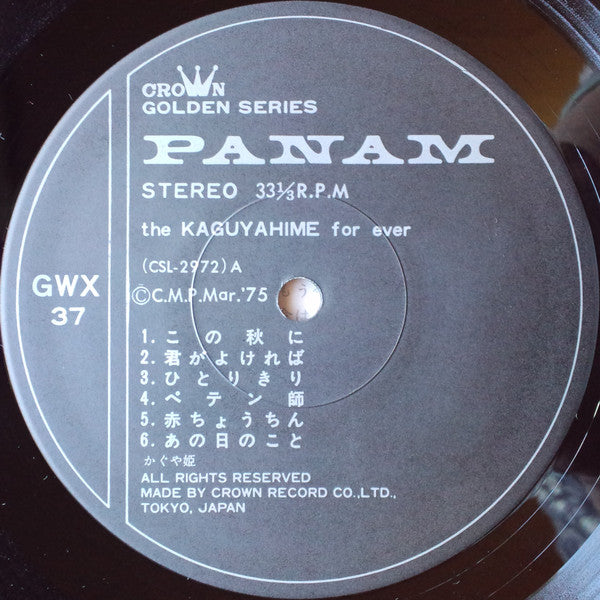 CROWN
GOLDEN SERIES
PANAM
STEREO 33⅓R.P.M
the KAGUYAHIME for ever
(CSL-2972)A
ⒸC.M.P.Mar.'75
GWX
37
1.この秋に
2.君がよければ
3.ひとりきり
4.ペテン師
5.赤ちょうちん
6.あの日のこと
かぐや姫
ALL RIGHTS RESERVED
MADE BY CROWN RECORD CO.,LTD.,
TOKYO, JAPAN